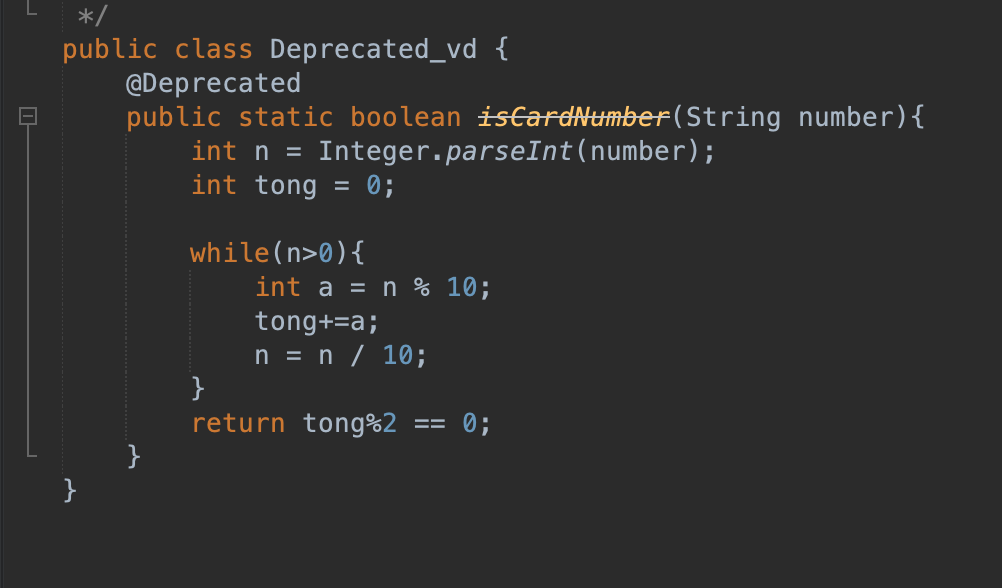 */
public class Deprecated_vd {
@Deprecated
public static boolean isCardNumber(String number){
int n = Integer.parseInt(number);
int tong = 0;
while(n>0){
int a = n % 10;
tong+=a;
n = n / 10;
}
return tong%2 == 0;
}
}